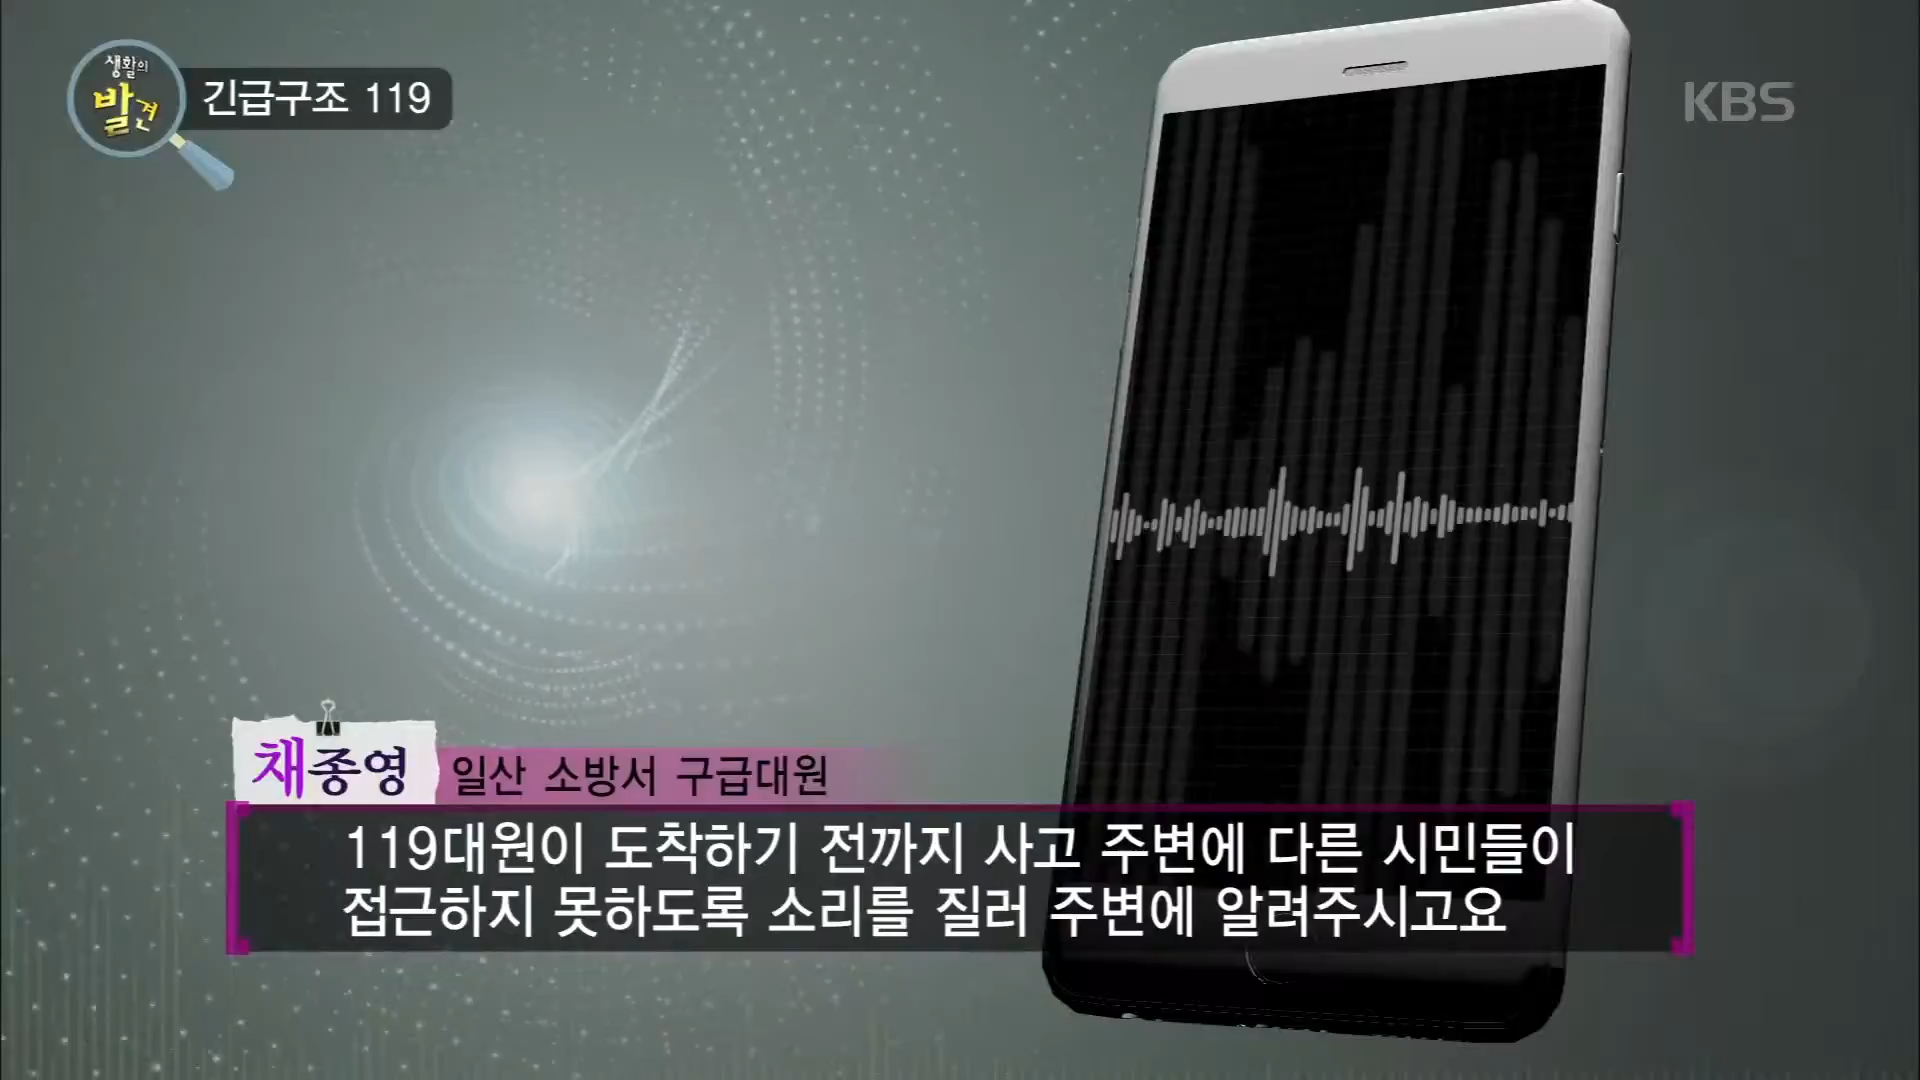 생활의
발견
긴급구조 119
KBS
채종영
일산 소방서 구급대원
119대원이 도착하기 전까지 사고 주변에 다른 시민들이
접근하지 못하도록 소리를 질러 주변에 알려주시고요